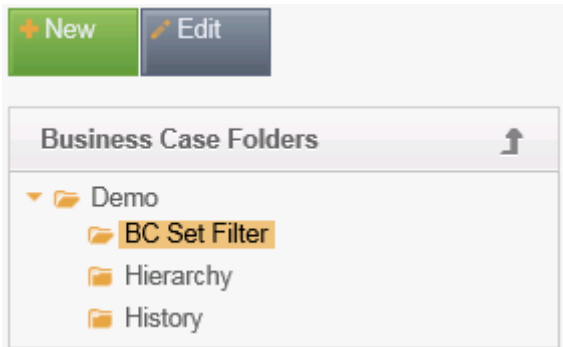 New Edit
Business Case Folders
Demo
BC Set Filter
Hierarchy
History